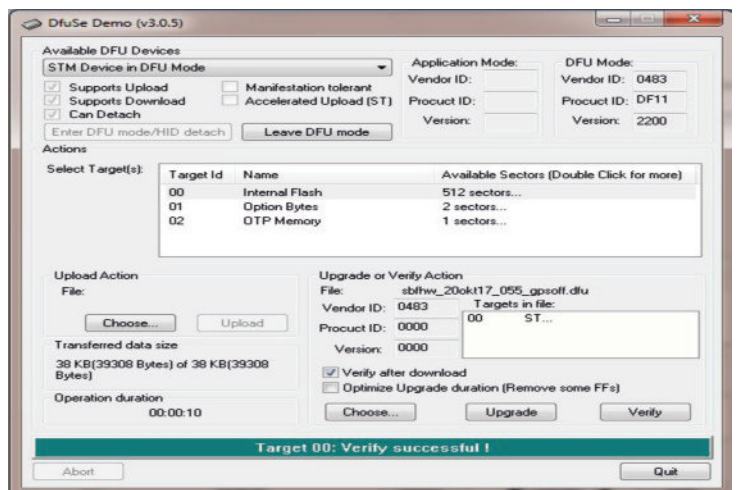 DfuSe Demo (v3.0.5)
Available DFU Devices
STM Device in DFU Mode
Supports Upload
Manifestation tolerant
Supports Download
Accelerated Upload (ST)
Can Detach
Enter DFU mode/HID detach
Leave DFU mode
Application Mode:
Vendor ID:
Procuct ID:
Version:
DFU Mode:
Vendor ID: 0483
Procuct ID: DF11
Version: 2200
Actions
Select Target(s):
Target Id Name Available Sectors (Double Click for more)
00 Internal Flash 512 sectors...
01 Option Bytes 2 sectors...
02 OTP Memory 1 sectors...
Upload Action
File:
Choose...
Upload
Transferred data size
38 KB(39308 Bytes) of 38 KB(39308
Bytes)
Operation duration
00:00:10
Upgrade or Verify Action
File: sbfhw_20okt17_055_gpsoff.dfu
Vendor ID: 0483
Procuct ID: 0000
Version: 0000
Targets in file:
00 ST...
Verify after download
Optimize Upgrade duration (Remove some FFs)
Choose...
Upgrade
Verify
Target 00: Verify successful !
Abort
Quit